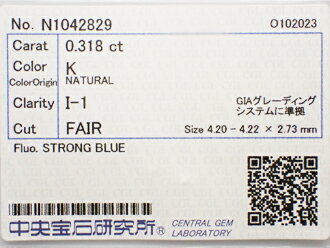 No. N1042829 O102023
Carat 0.318 ct
Color K
ColorOrigin NATURAL
Clarity I-1 GIAグレーディング
システムに準拠
Cut FAIR Size 4.20 - 4.22 × 2.73 mm
Fluo. STRONG BLUE
中央宝石研究所® CENTRAL GEM
LABORATORY